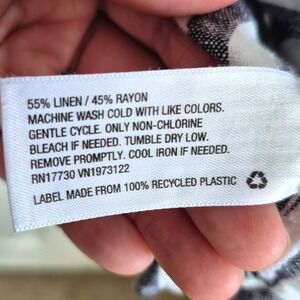 55% LINEN / 45% RAYON
MACHINE WASH COLD WITH LIKE COLORS.
GENTLE CYCLE. ONLY NON-CHLORINE
BLEACH IF NEEDED. TUMBLE DRY LOW.
REMOVE PROMPTLY. COOL IRON IF NEEDED.
RN17730 VN1973122
LABEL MADE FROM 100% RECYCLED PLASTIC